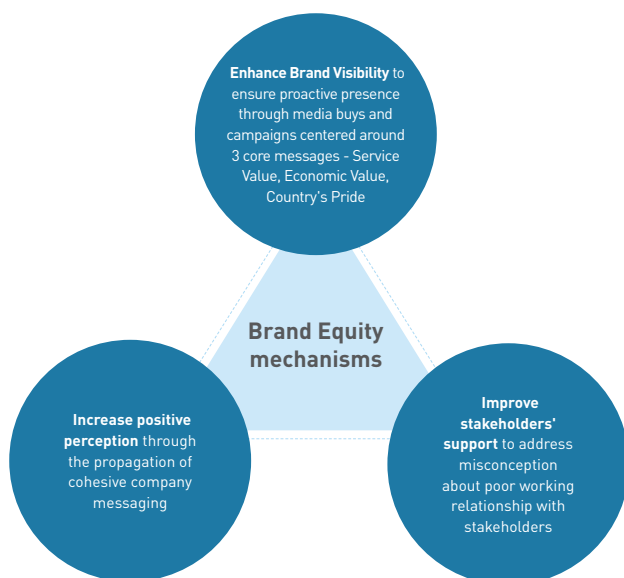 Enhance Brand Visibility to
ensure proactive presence
through media buys and
campaigns centered around
3 core messages - Service
Value, Economic Value,
Country's Pride
Brand Equity
mechanisms
Increase positive
perception through
the propagation of
cohesive company
messaging
Improve
stakeholders'
support to address
misconception
about poor working
relationship with
stakeholders